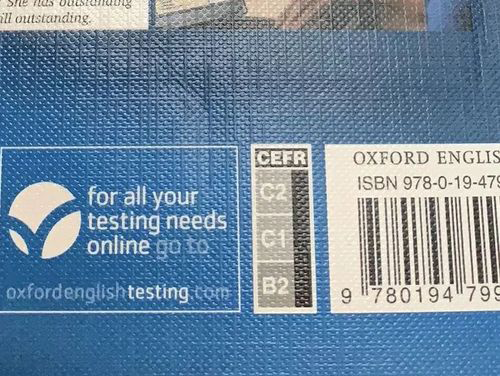 She has outstanding
ill outstanding.
for all your
testing needs
online go to
oxfordenglishtesting.com
CEFR
C2
C1
B2
OXFORD ENGLIS
ISBN 978-0-19-479
9 780194 799